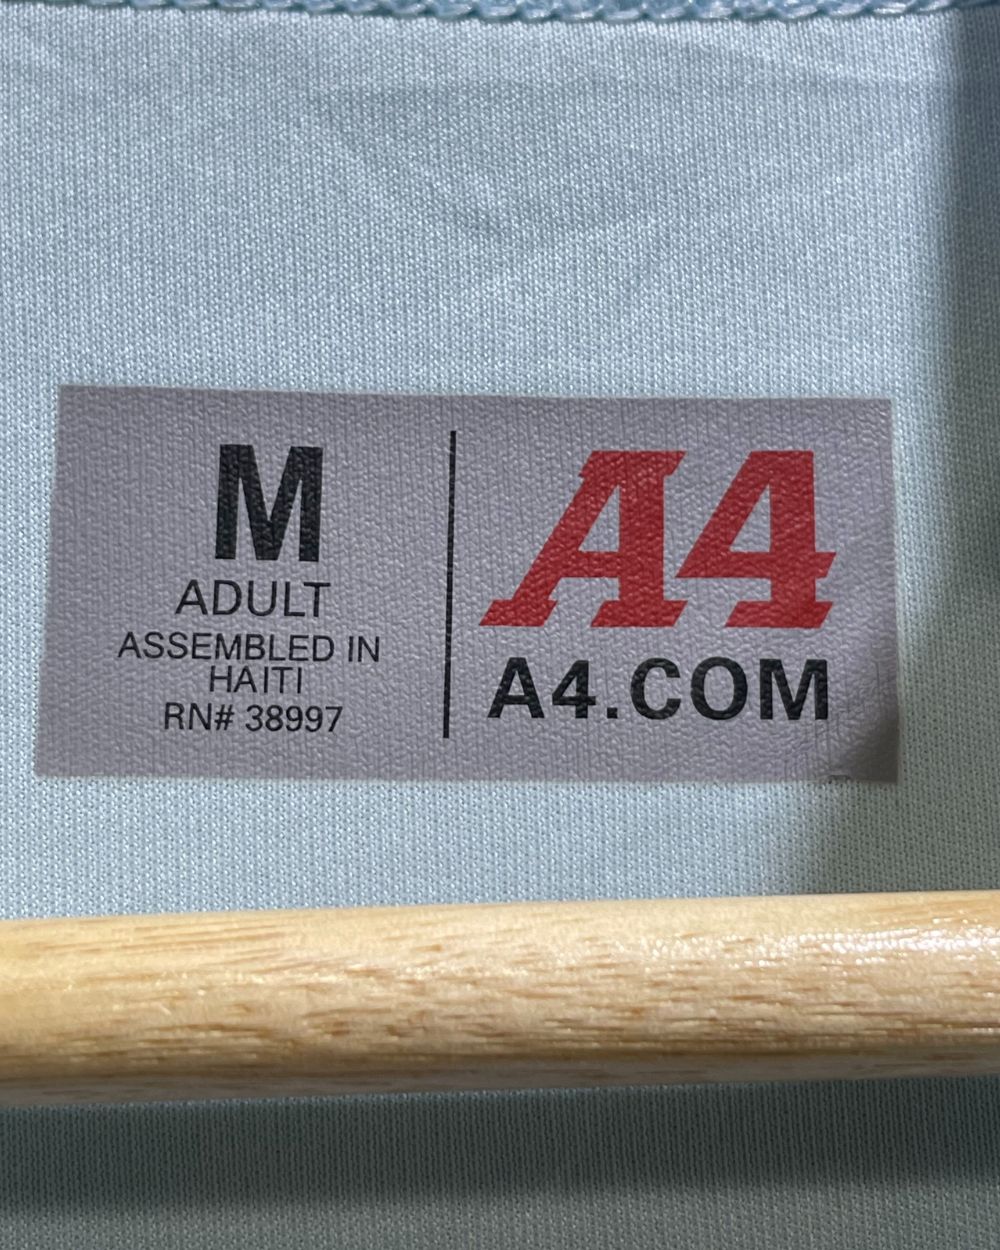 M
ADULT
ASSEMBLED IN
HAITI
RN# 38997
A4
A4.COM